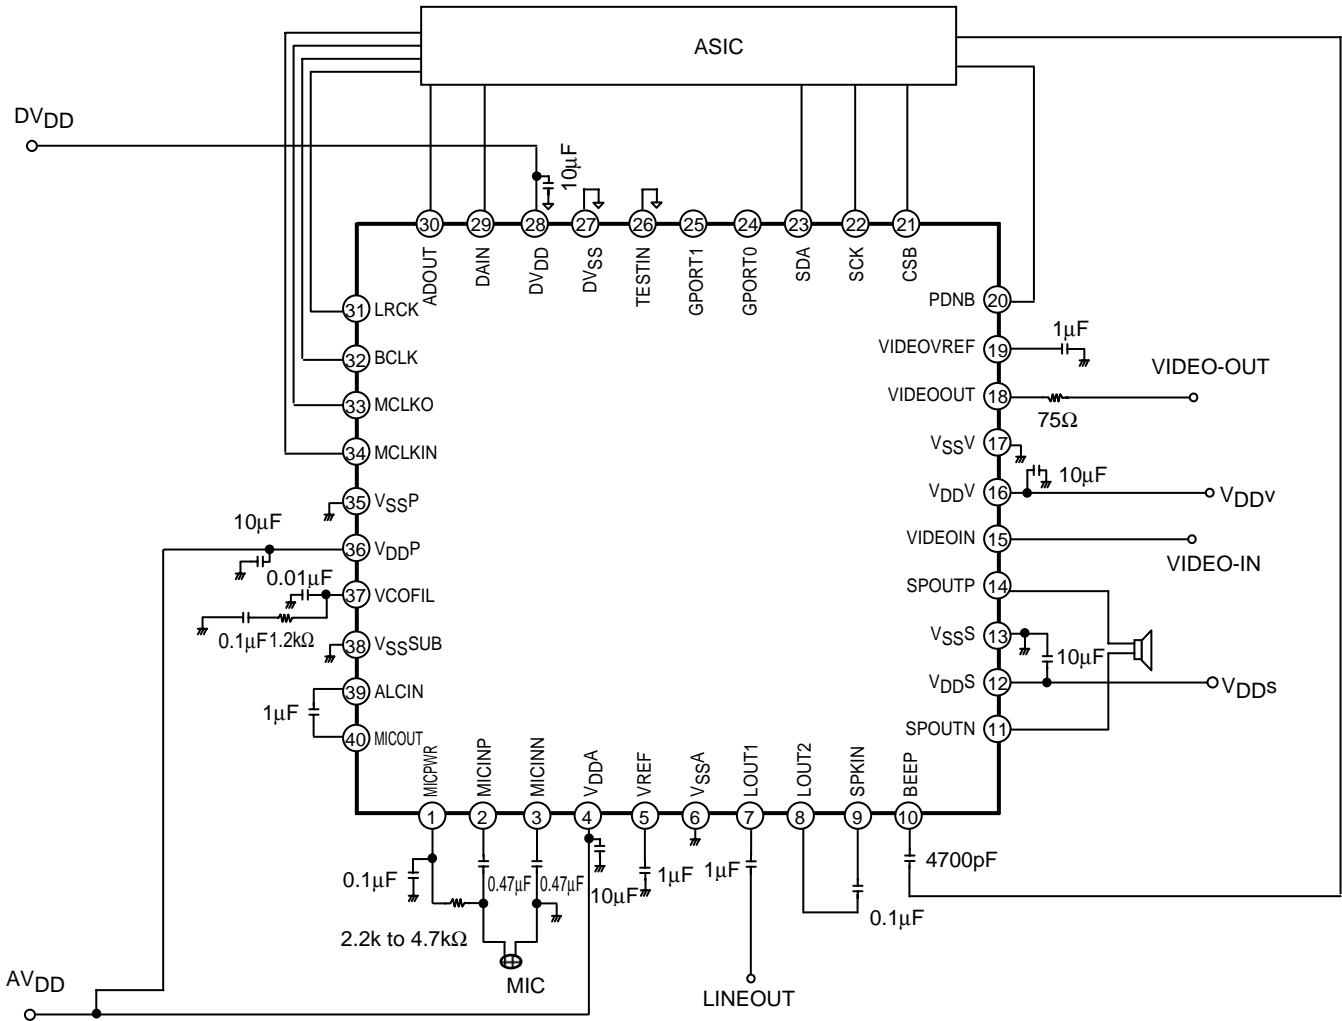 ASIC
DVDD
10μF
30
29
28
27
26
25
24
23
22
21
ADOUT
DAIN
DVDD
DVSS
TESTIN
GPORT1
GPORT0
SDA
SCK
CSB
31 LRCK
32 BCLK
33 MCLKO
34 MCLKIN
35 VSSP
10μF
36 VDDP
0.01μF
37 VCOFIL
0.1μF 1.2kΩ
38 VSSSUB
39 ALCIN
1μF
40 MICOUT
PDNB 20
1μF
VIDEOVREF 19
VIDEO-OUT
VIDEOOUT 18
75Ω
VSSV 17
10μF
VDDV 16
VDDV
VIDEOIN 15
VIDEO-IN
SPOUTP 14
VSSS 13
10μF
VDDS 12
VDDS
SPOUTN 11
MICPWR
MICINP
MICINN
VDDA
VREF
VSSA
LOUT1
LOUT2
SPKIN
BEEP
1
2
3
4
5
6
7
8
9
10
0.1μF
0.47μF
0.47μF
10μF
1μF
1μF
0.1μF
4700pF
2.2k to 4.7kΩ
MIC
LINEOUT
AVDD